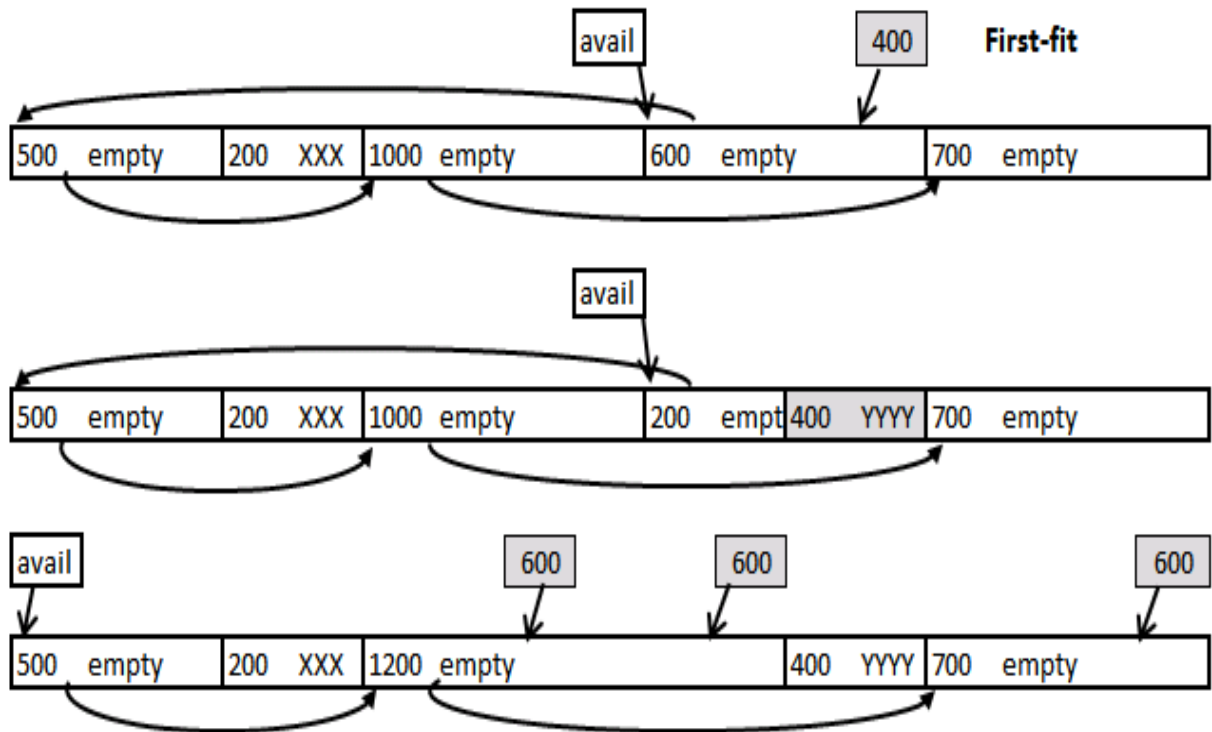 avail 400 First-fit
500 empty 200 XXX 1000 empty 600 empty 700 empty
avail
500 empty 200 XXX 1000 empty 200 empt 400 YYYY 700 empty
avail 600 600 600
500 empty 200 XXX 1200 empty 400 YYYY 700 empty